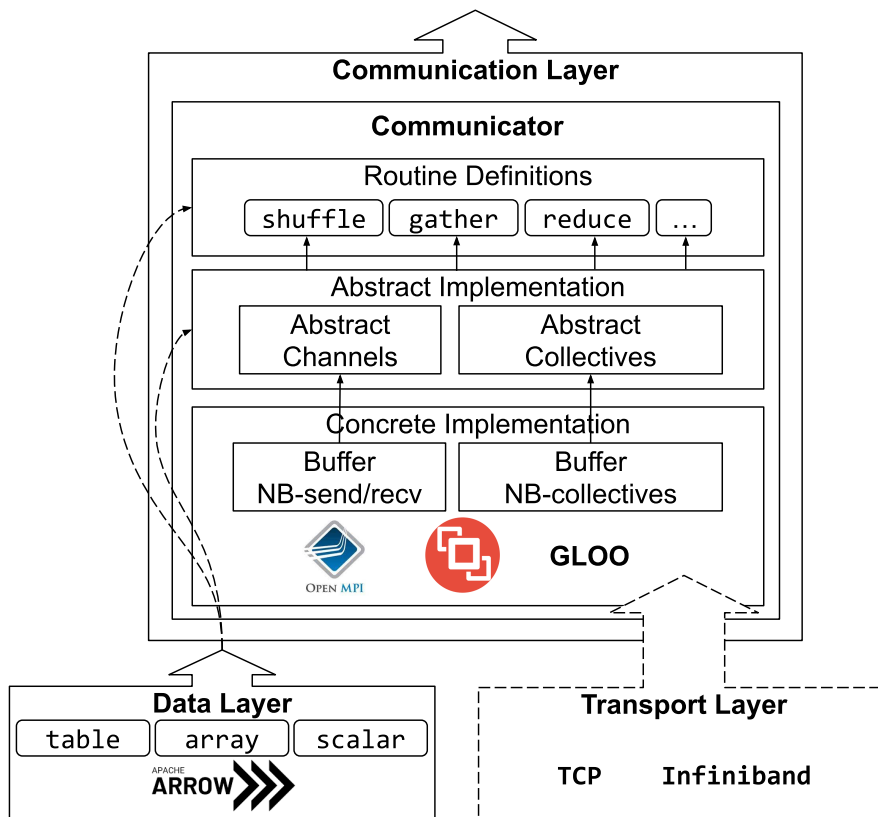 Communication Layer
Communicator
Routine Definitions
shuffle gather reduce ...
Abstract Implementation
Abstract
Channels
Abstract
Collectives
Concrete Implementation
Buffer
NB-send/recv
Buffer
NB-collectives
OPEN MPI
GLOO
Data Layer
table array scalar
APACHE
ARROW
Transport Layer
TCP Infiniband